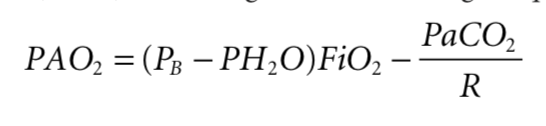 PAO₂ = (P_B − PH₂O)FiO₂ − PaCO₂ / R